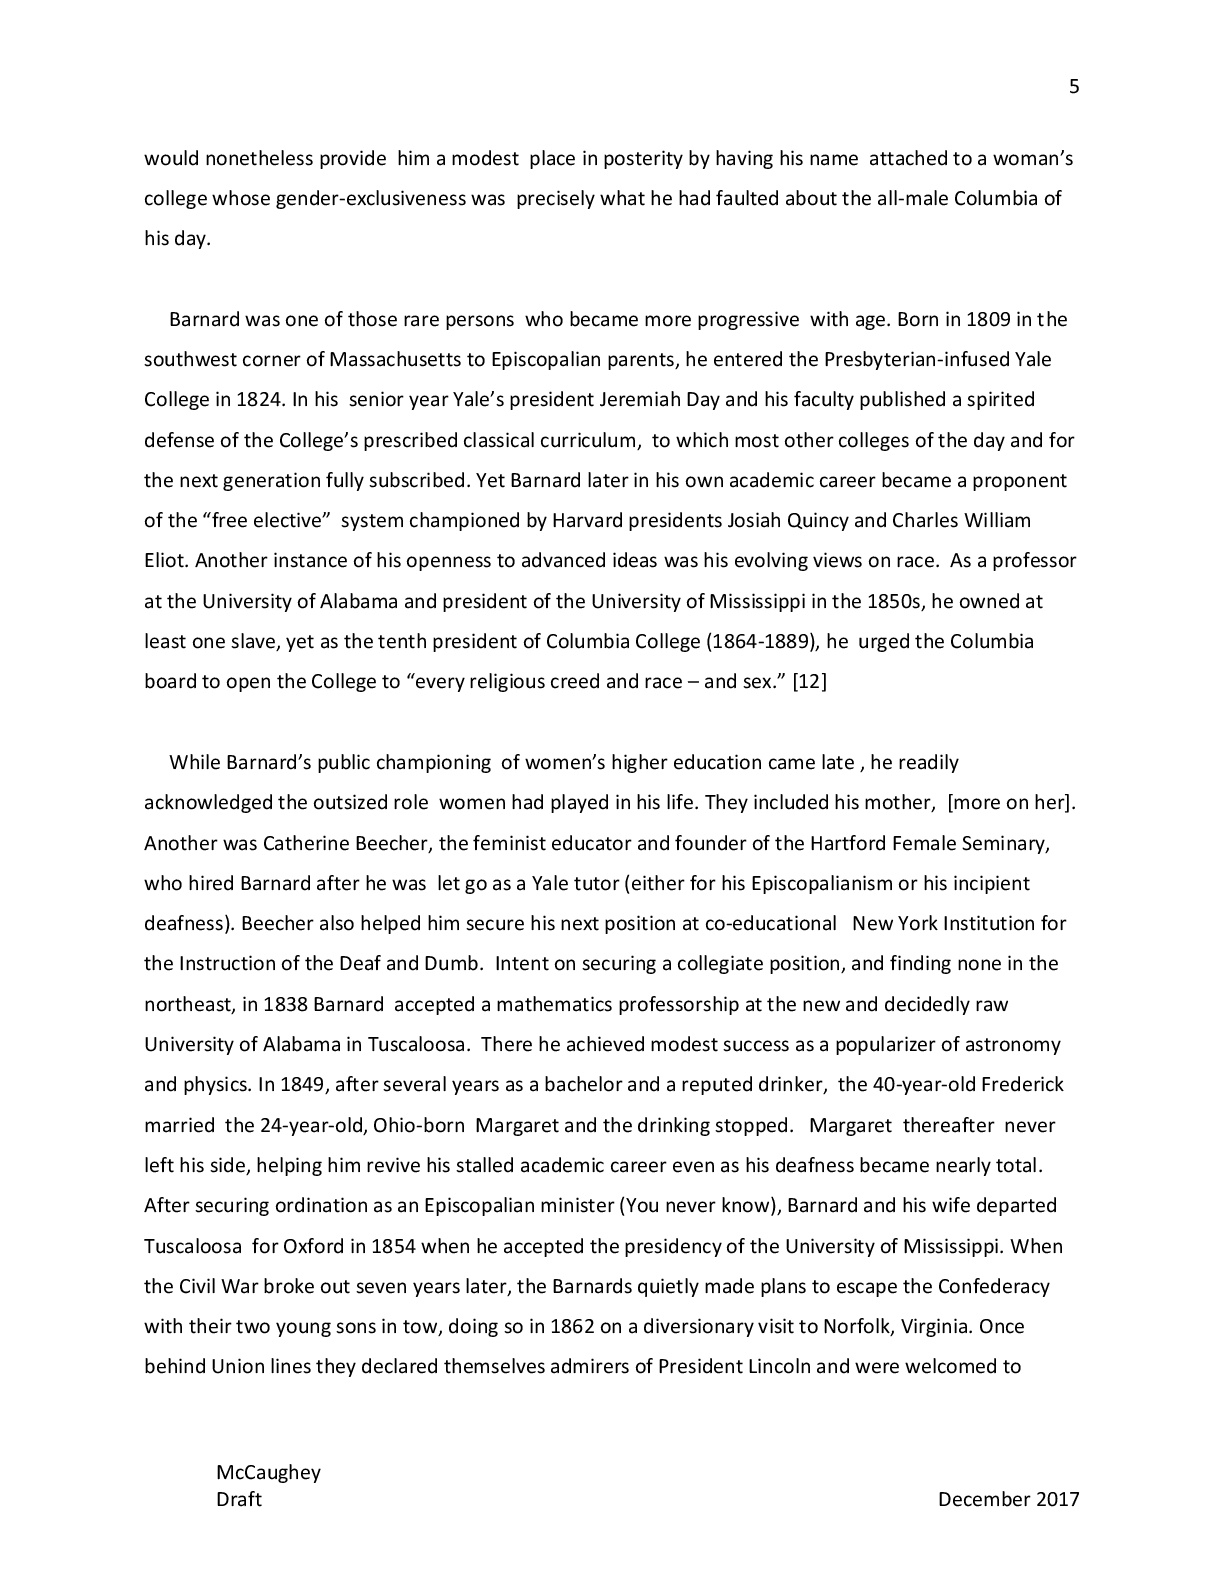 5
would nonetheless provide him a modest place in posterity by having his name attached to a woman’s
college whose gender-exclusiveness was precisely what he had faulted about the all-male Columbia of
his day.
Barnard was one of those rare persons who became more progressive with age. Born in 1809 in the
southwest corner of Massachusetts to Episcopalian parents, he entered the Presbyterian-infused Yale
College in 1824. In his senior year Yale’s president Jeremiah Day and his faculty published a spirited
defense of the College’s prescribed classical curriculum, to which most other colleges of the day and for
the next generation fully subscribed. Yet Barnard later in his own academic career became a proponent
of the “free elective” system championed by Harvard presidents Josiah Quincy and Charles William
Eliot. Another instance of his openness to advanced ideas was his evolving views on race. As a professor
at the University of Alabama and president of the University of Mississippi in the 1850s, he owned at
least one slave, yet as the tenth president of Columbia College (1864-1889), he urged the Columbia
board to open the College to “every religious creed and race – and sex.” [12]
While Barnard’s public championing of women’s higher education came late , he readily
acknowledged the outsized role women had played in his life. They included his mother, [more on her].
Another was Catherine Beecher, the feminist educator and founder of the Hartford Female Seminary,
who hired Barnard after he was let go as a Yale tutor (either for his Episcopalianism or his incipient
deafness). Beecher also helped him secure his next position at co-educational New York Institution for
the Instruction of the Deaf and Dumb. Intent on securing a collegiate position, and finding none in the
northeast, in 1838 Barnard accepted a mathematics professorship at the new and decidedly raw
University of Alabama in Tuscaloosa. There he achieved modest success as a popularizer of astronomy
and physics. In 1849, after several years as a bachelor and a reputed drinker, the 40-year-old Frederick
married the 24-year-old, Ohio-born Margaret and the drinking stopped. Margaret thereafter never
left his side, helping him revive his stalled academic career even as his deafness became nearly total.
After securing ordination as an Episcopalian minister (You never know), Barnard and his wife departed
Tuscaloosa for Oxford in 1854 when he accepted the presidency of the University of Mississippi. When
the Civil War broke out seven years later, the Barnards quietly made plans to escape the Confederacy
with their two young sons in tow, doing so in 1862 on a diversionary visit to Norfolk, Virginia. Once
behind Union lines they declared themselves admirers of President Lincoln and were welcomed to
McCaughey
Draft December 2017